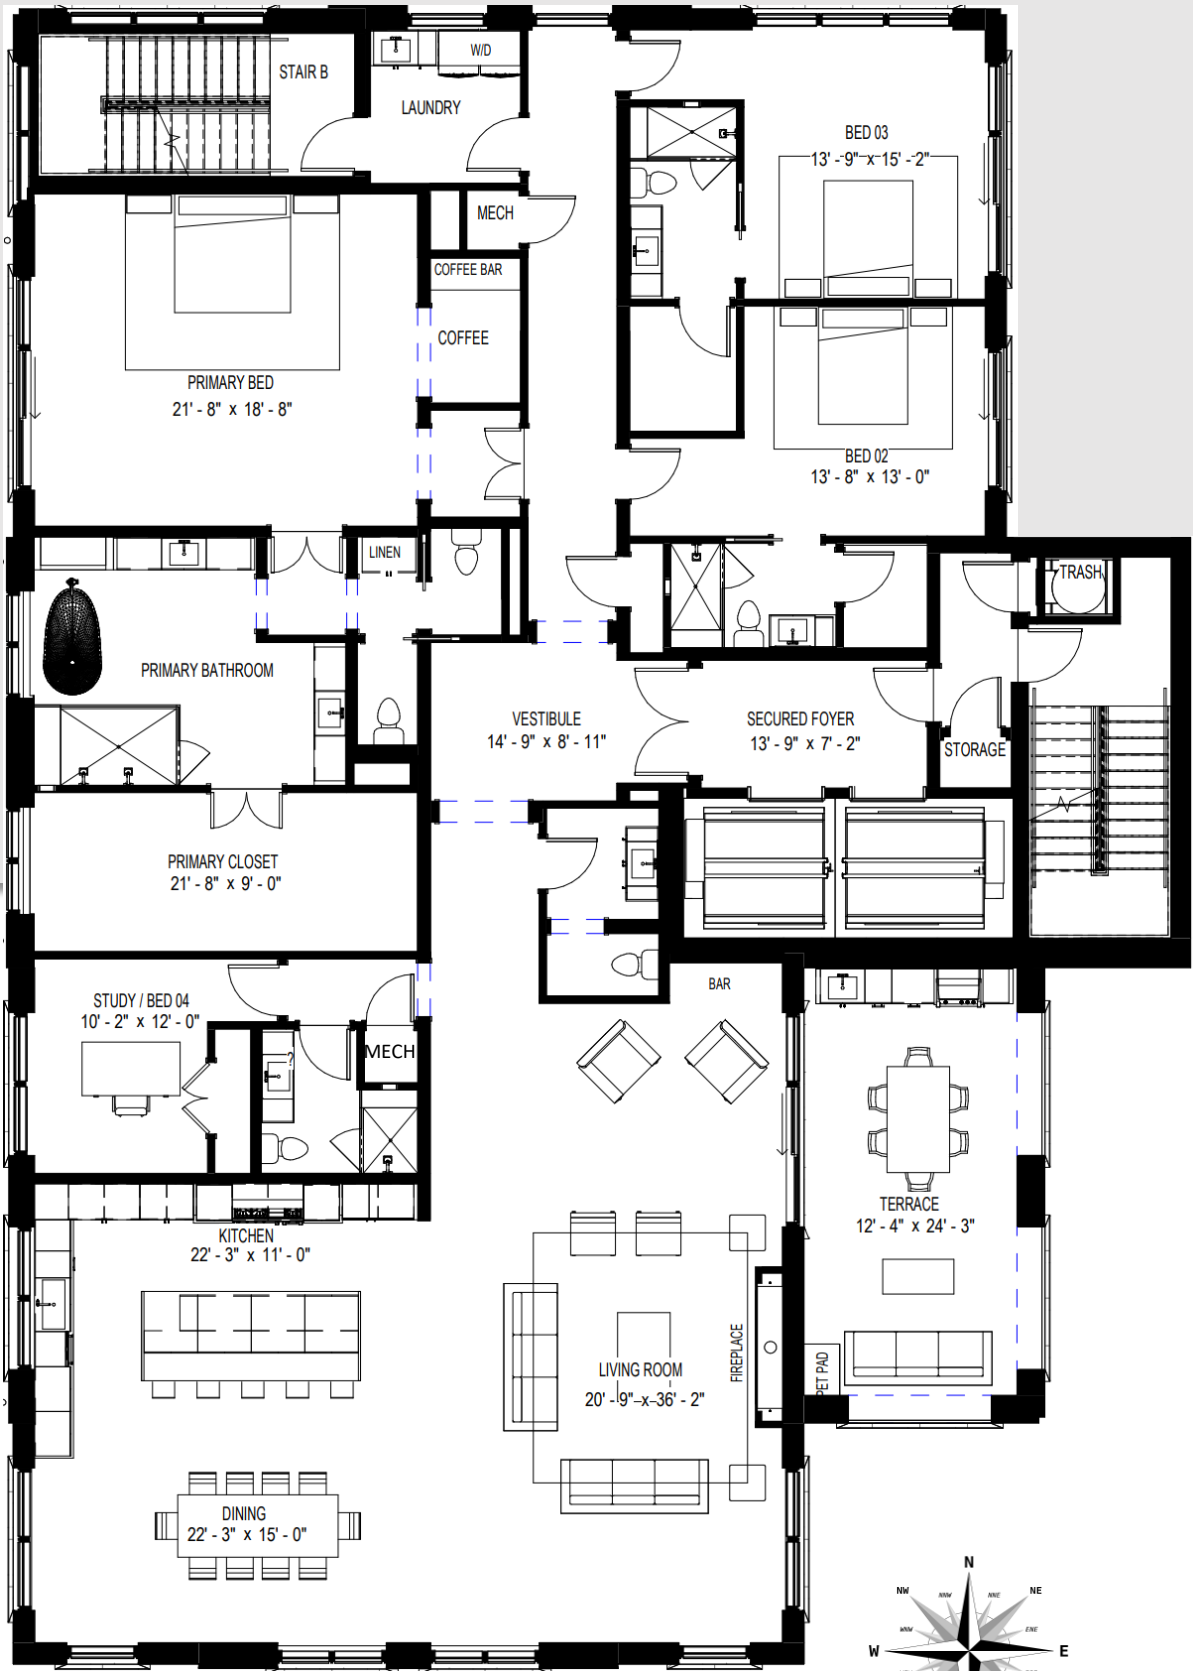 W/D
STAIR B
LAUNDRY
BED 03
13' - 9" x 15' - 2"
MECH
COFFEE BAR
COFFEE
PRIMARY BED
21' - 8" x 18' - 8"
BED 02
13' - 8" x 13' - 0"
LINEN
TRASH
PRIMARY BATHROOM
VESTIBULE
14' - 9" x 8' - 11"
SECURED FOYER
13' - 9" x 7' - 2"
STORAGE
PRIMARY CLOSET
21' - 8" x 9' - 0"
BAR
STUDY / BED 04
10' - 2" x 12' - 0"
MECH
?
TERRACE
12' - 4" x 24' - 3"
KITCHEN
22' - 3" x 11' - 0"
FIREPLACE
LIVING ROOM
20' - 9" x 36' - 2"
PET PAD
DINING
22' - 3" x 15' - 0"
N
NW
NNW
NNE
NE
WNW
ENE
W
E